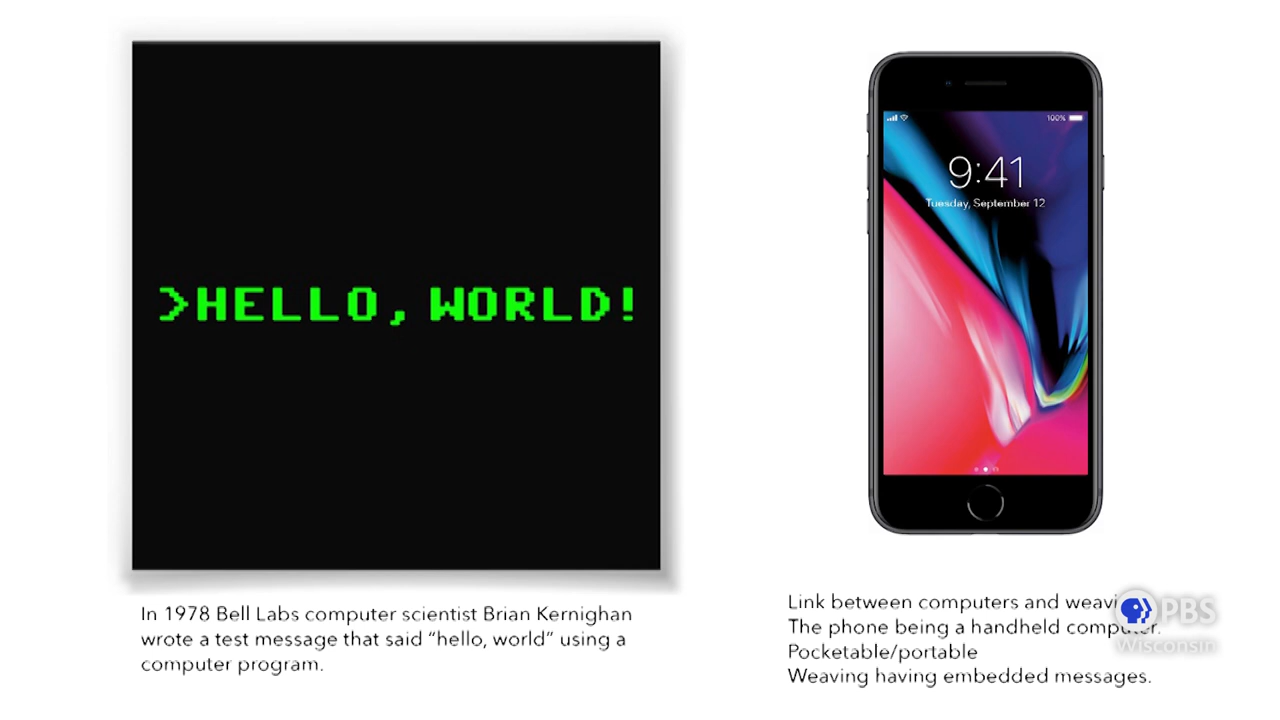 >HELLO, WORLD!
In 1978 Bell Labs computer scientist Brian Kernighan
wrote a test message that said “hello, world” using a
computer program.
100%
9:41
Tuesday, September 12
Link between computers and weavi
The phone being a handheld computer.
Pocketable/portable
Weaving having embedded messages.
PBS
Wisconsin